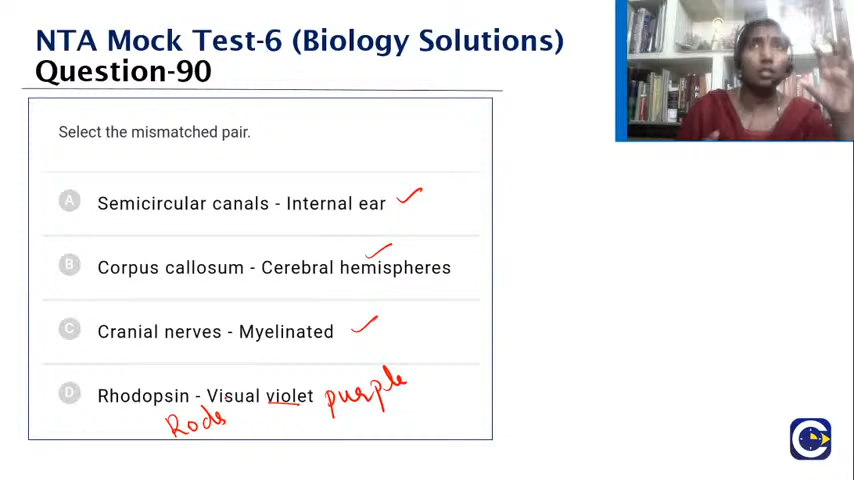 NTA Mock Test-6 (Biology Solutions)
Question-90
Select the mismatched pair.
A Semicircular canals - Internal ear
B Corpus callosum - Cerebral hemispheres
C Cranial nerves - Myelinated
D Rhodopsin - Visual violet purple
Rods